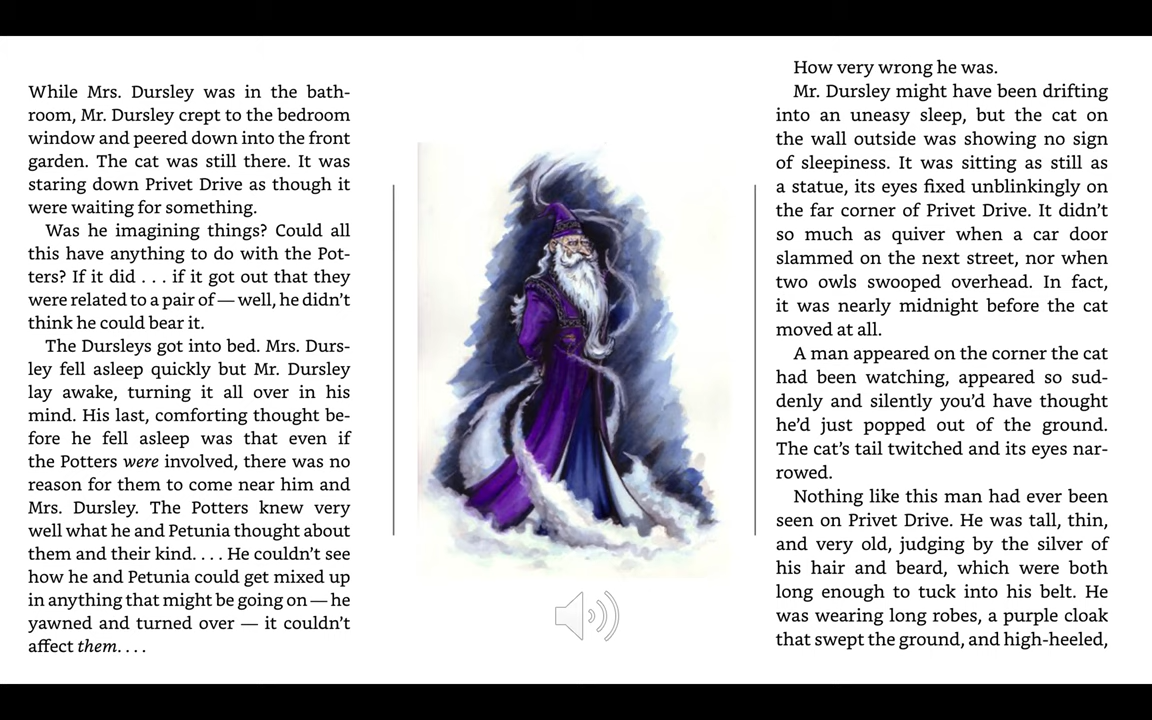 While Mrs. Dursley was in the bath-
room, Mr. Dursley crept to the bedroom
window and peered down into the front
garden. The cat was still there. It was
staring down Privet Drive as though it
were waiting for something.
Was he imagining things? Could all
this have anything to do with the Pot-
ters? If it did . . . if it got out that they
were related to a pair of — well, he didn’t
think he could bear it.
The Dursleys got into bed. Mrs. Durs-
ley fell asleep quickly but Mr. Dursley
lay awake, turning it all over in his
mind. His last, comforting thought be-
fore he fell asleep was that even if
the Potters were involved, there was no
reason for them to come near him and
Mrs. Dursley. The Potters knew very
well what he and Petunia thought about
them and their kind. . . . He couldn’t see
how he and Petunia could get mixed up
in anything that might be going on — he
yawned and turned over — it couldn’t
affect them. . . .
How very wrong he was.
Mr. Dursley might have been drifting
into an uneasy sleep, but the cat on
the wall outside was showing no sign
of sleepiness. It was sitting as still as
a statue, its eyes fixed unblinkingly on
the far corner of Privet Drive. It didn’t
so much as quiver when a car door
slammed on the next street, nor when
two owls swooped overhead. In fact,
it was nearly midnight before the cat
moved at all.
A man appeared on the corner the cat
had been watching, appeared so sud-
denly and silently you’d have thought
he’d just popped out of the ground.
The cat’s tail twitched and its eyes nar-
rowed.
Nothing like this man had ever been
seen on Privet Drive. He was tall, thin,
and very old, judging by the silver of
his hair and beard, which were both
long enough to tuck into his belt. He
was wearing long robes, a purple cloak
that swept the ground, and high-heeled,